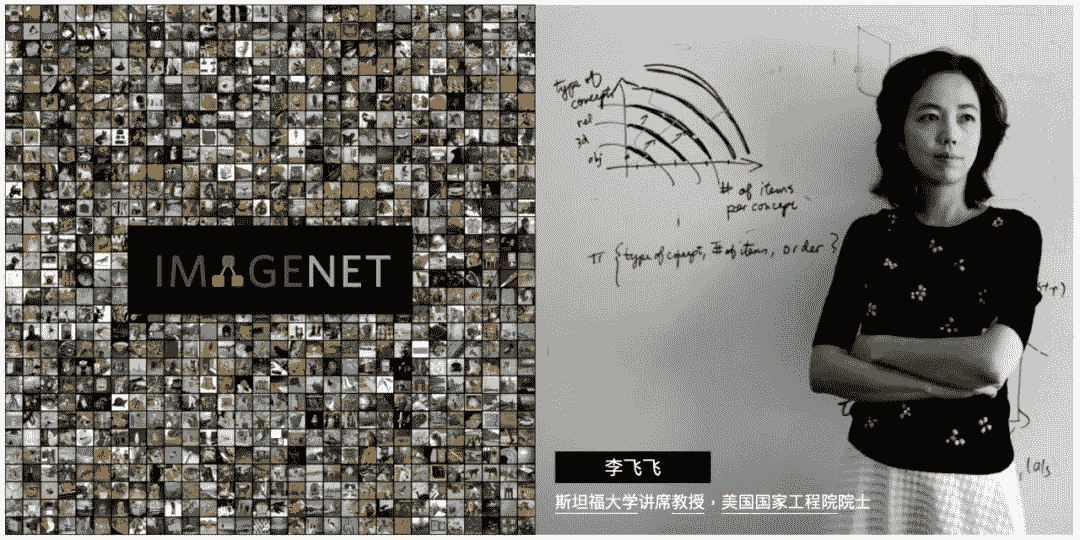 IMAGENET
type of
concept
rel
3d
obj
# of items
per concept
π { type of concept, # of items, order }
李飞飞
斯坦福大学讲席教授，美国国家工程院院士